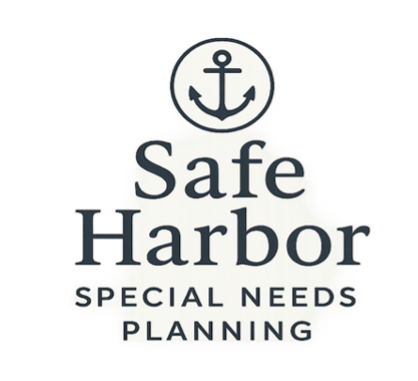 Safe
Harbor
SPECIAL NEEDS
PLANNING